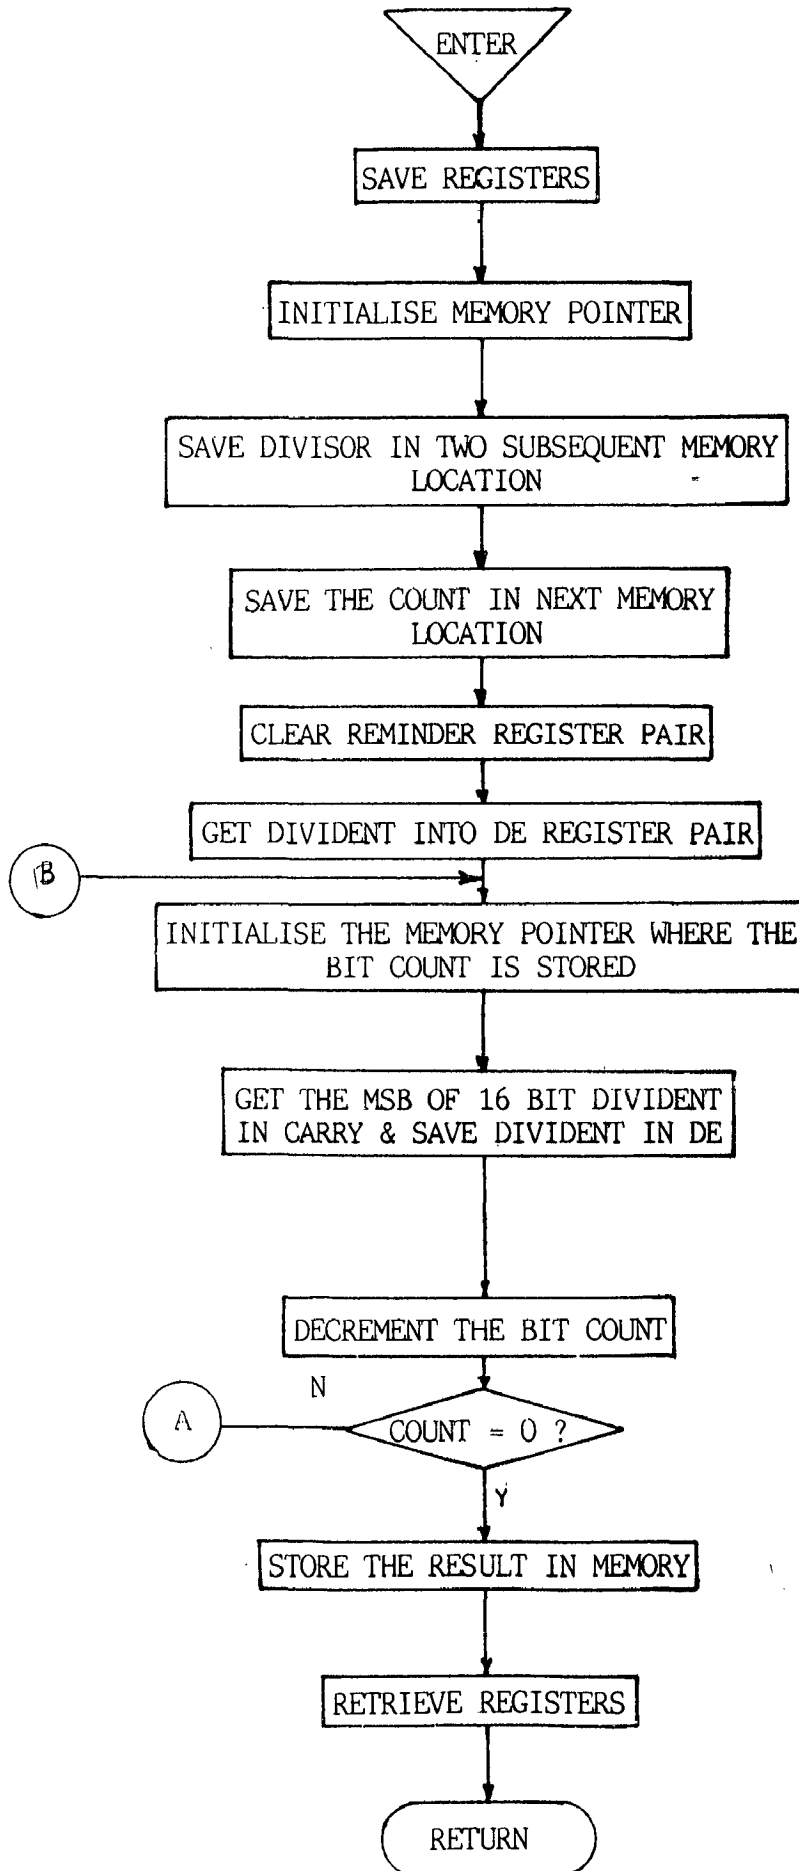 ENTER
SAVE REGISTERS
INITIALISE MEMORY POINTER
SAVE DIVISOR IN TWO SUBSEQUENT MEMORY
LOCATION
SAVE THE COUNT IN NEXT MEMORY
LOCATION
CLEAR REMINDER REGISTER PAIR
GET DIVIDENT INTO DE REGISTER PAIR
B
INITIALISE THE MEMORY POINTER WHERE THE
BIT COUNT IS STORED
GET THE MSB OF 16 BIT DIVIDENT
IN CARRY & SAVE DIVIDENT IN DE
DECREMENT THE BIT COUNT
N
A
COUNT = 0 ?
Y
STORE THE RESULT IN MEMORY
RETRIEVE REGISTERS
RETURN